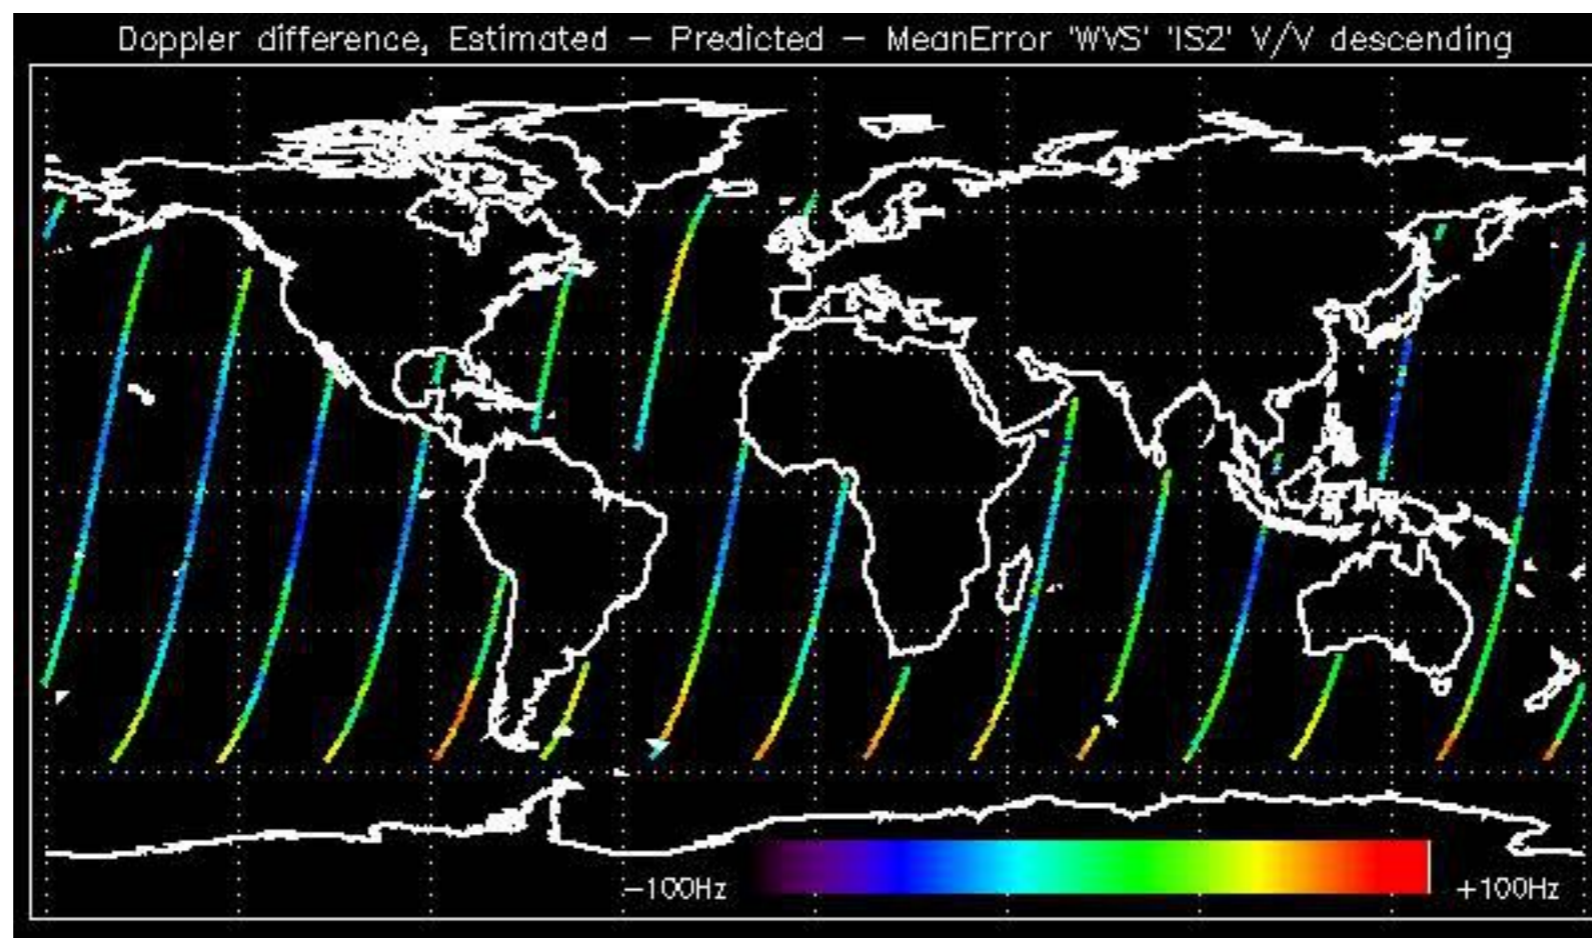 Doppler difference, Estimated – Predicted – MeanError 'WVS' 'IS2' V/V descending
−100Hz
+100Hz